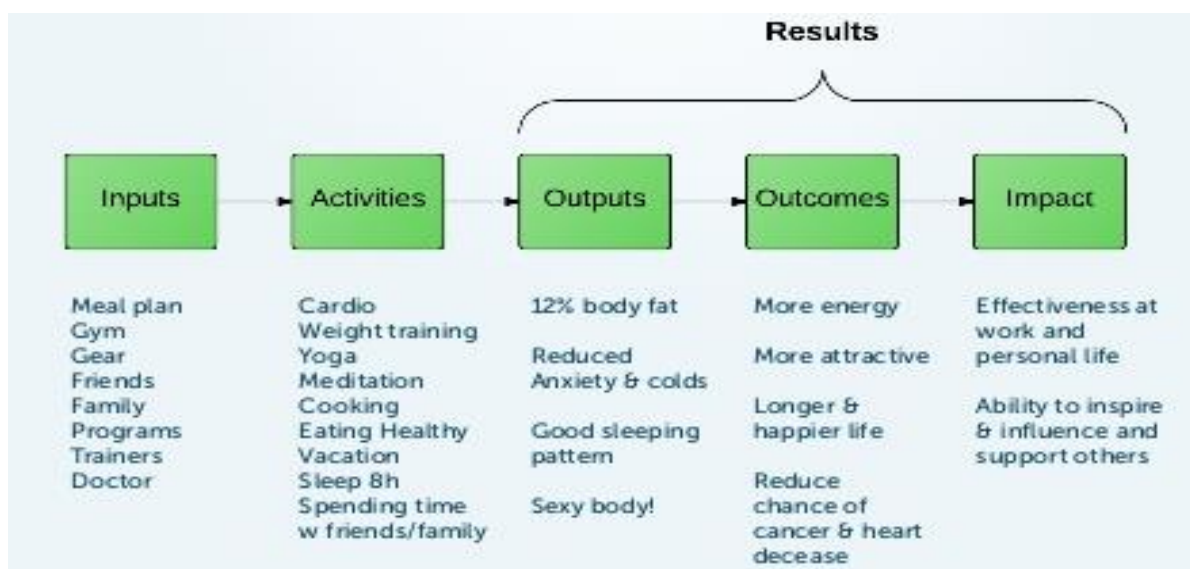 Results
Inputs
Activities
Outputs
Outcomes
Impact
Meal plan
Gym
Gear
Friends
Family
Programs
Trainers
Doctor
Cardio
Weight training
Yoga
Meditation
Cooking
Eating Healthy
Vacation
Sleep 8h
Spending time
w friends/family
12% body fat
Reduced
Anxiety & colds
Good sleeping
pattern
Sexy body!
More energy
More attractive
Longer &
happier life
Reduce
chance of
cancer & heart
decease
Effectiveness at
work and
personal life
Ability to inspire
& influence and
support others